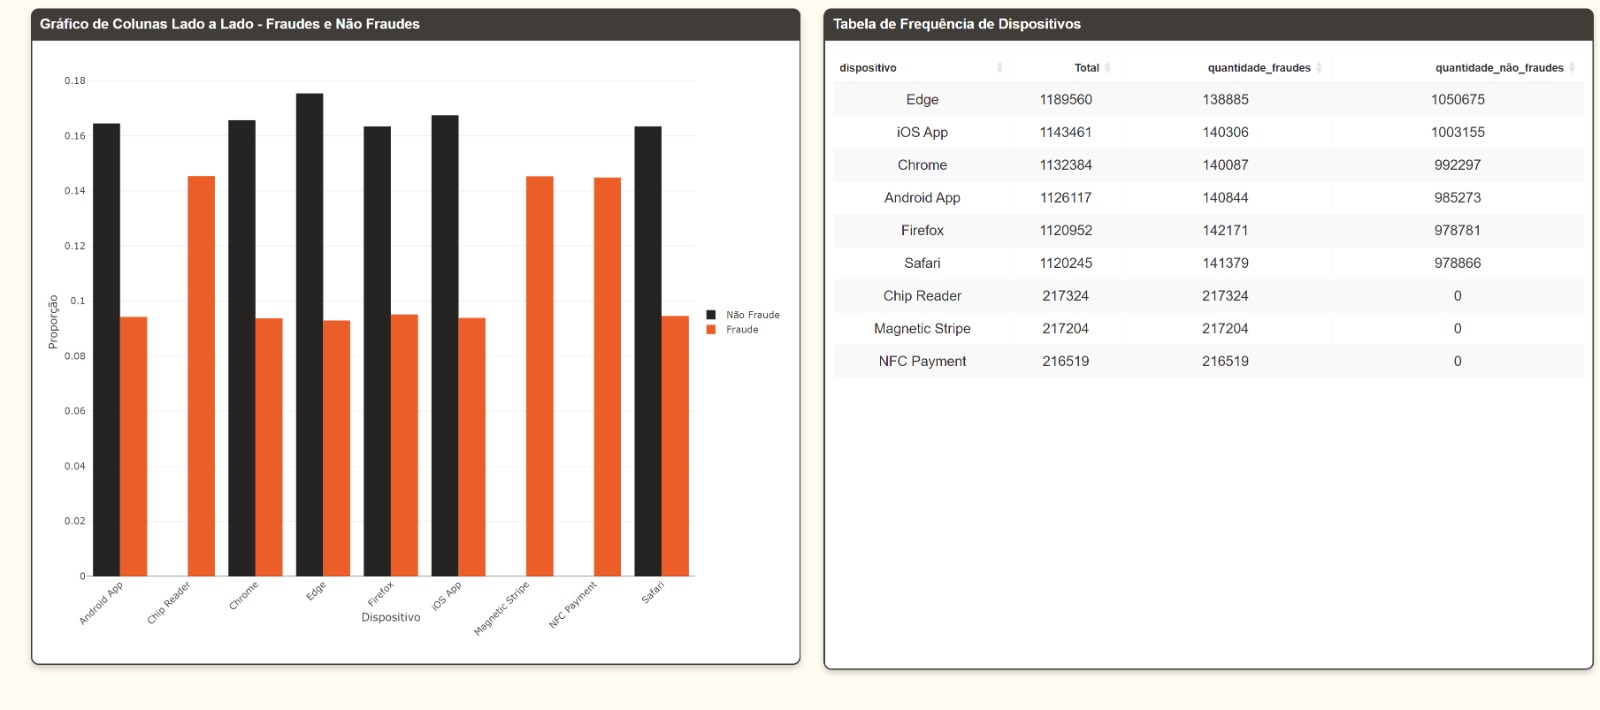 Gráfico de Colunas Lado a Lado - Fraudes e Não Fraudes
0.18
0.16
0.14
0.12
0.1
0.08
0.06
0.04
0.02
0
Proporção
Android App
Chip Reader
Chrome
Edge
Firefox
iOS App
Magnetic Stripe
NFC Payment
Safari
Dispositivo
Não Fraude
Fraude
Tabela de Frequência de Dispositivos
dispositivo Total quantidade_fraudes quantidade_não_fraudes
Edge 1189560 138885 1050675
iOS App 1143461 140306 1003155
Chrome 1132384 140087 992297
Android App 1126117 140844 985273
Firefox 1120952 142171 978781
Safari 1120245 141379 978866
Chip Reader 217324 217324 0
Magnetic Stripe 217204 217204 0
NFC Payment 216519 216519 0